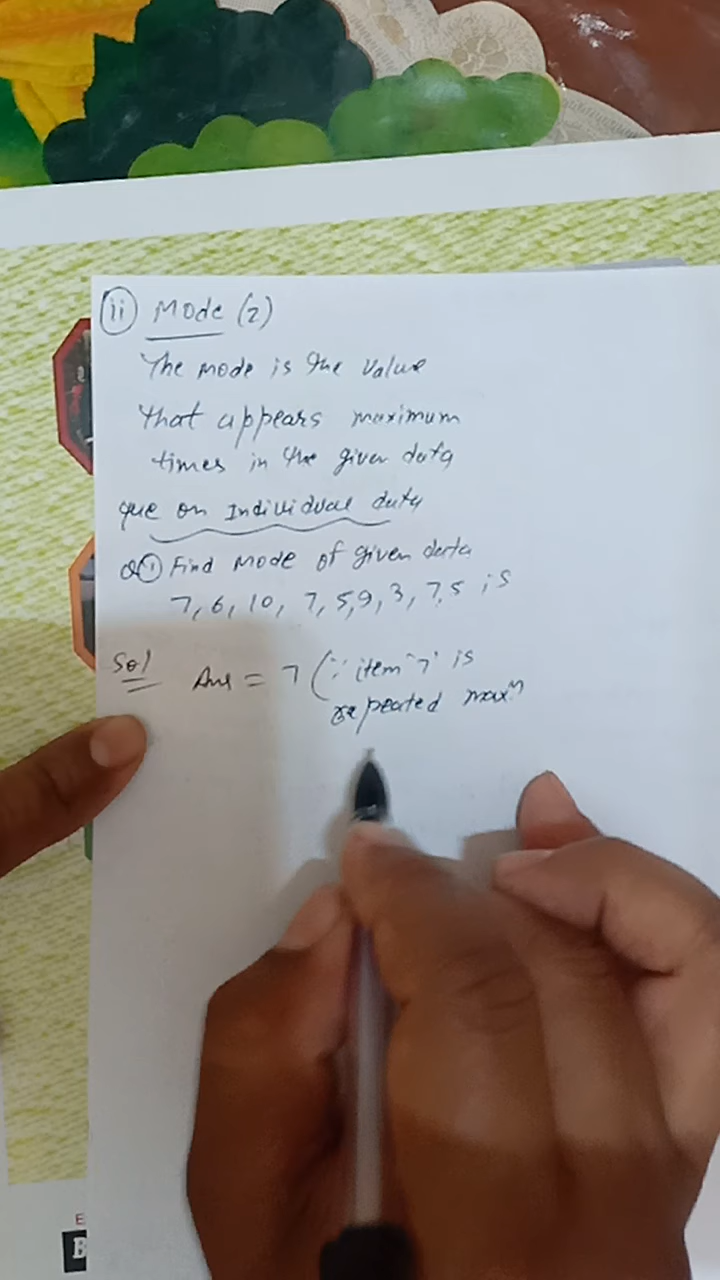 (ii) Mode (z)
The mode is the value
that appears maximum
times in the given data
que on Individual data
Q(1) Find mode of given data
7, 6, 10, 7, 5, 9, 3, 7, 5 is
Sol Ans = 7 (∵ item '7' is
repeated maxᵐ
E
B